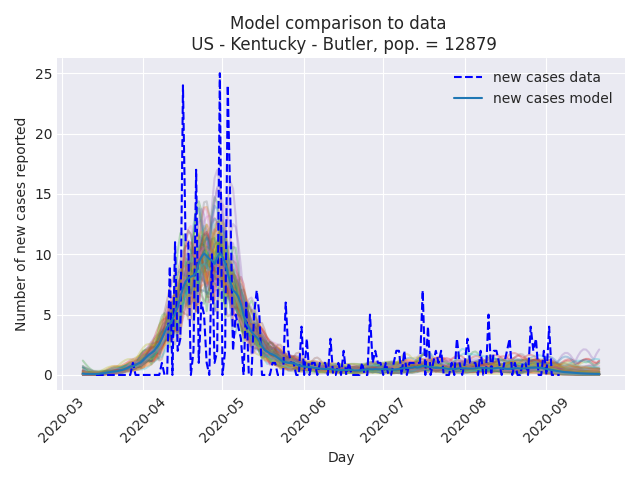 Model comparison to data
US - Kentucky - Butler, pop. = 12879
new cases data
new cases model
Number of new cases reported
25
20
15
10
5
0
2020-03
2020-04
2020-05
2020-06
2020-07
2020-08
2020-09
Day